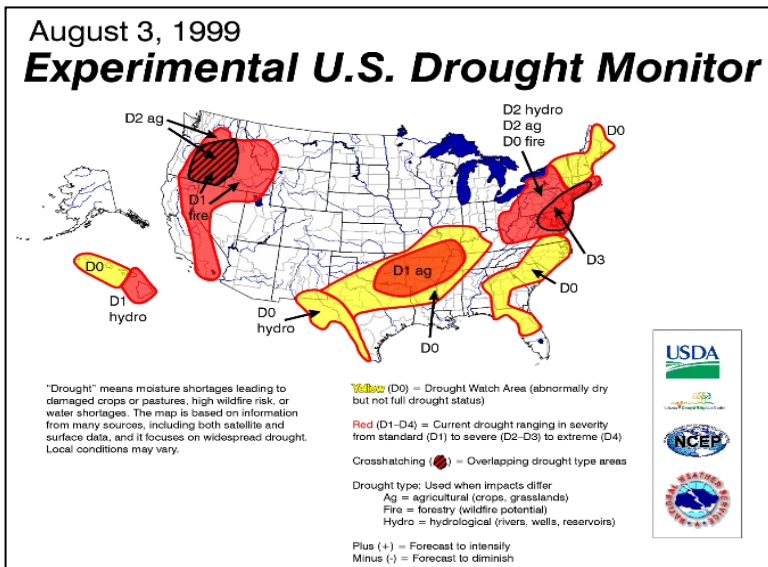 August 3, 1999
Experimental U.S. Drought Monitor
D2 ag
D2 hydro
D2 ag
D0 fire
D0
D1
fire
D3
D0
D0
D1
hydro
D1 ag
D0
hydro
D0
"Drought" means moisture shortages leading to
damaged crops or pastures, high wildfire risk, or
water shortages. The map is based on information
from many sources, including both satellite and
surface data, and it focuses on widespread drought.
Local conditions may vary.
Yellow (D0) = Drought Watch Area (abnormally dry
but not full drought status)
Red (D1–D4) = Current drought ranging in severity
from standard (D1) to severe (D2–D3) to extreme (D4)
Crosshatching ( ) = Overlapping drought type areas
Drought type: Used when impacts differ
Ag = agricultural (crops, grasslands)
Fire = forestry (wildfire potential)
Hydro = hydrological (rivers, wells, reservoirs)
Plus (+) = Forecast to intensify
Minus (-) = Forecast to diminish
USDA
NCEP
NATIONAL WEATHER SERVICE